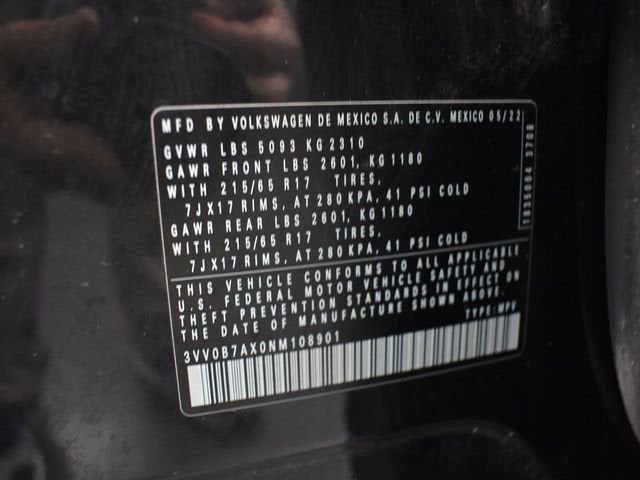 MFD BY VOLKSWAGEN DE MEXICO S.A. DE C.V. MEXICO 05/22
GVWR LBS 5093 KG 2310
GAWR FRONT LBS 2601, KG 1180
WITH 215/65 R17 TIRES,
7JX17 RIMS, AT 280 KPA, 41 PSI COLD
GAWR REAR LBS 2601, KG 1180
WITH 215/65 R17 TIRES,
7JX17 RIMS, AT 280 KPA, 41 PSI COLD
THIS VEHICLE CONFORMS TO ALL APPLICABLE
U.S. FEDERAL MOTOR VEHICLE SAFETY AND
THEFT PREVENTION STANDARDS IN EFFECT ON
THE DATE OF MANUFACTURE SHOWN ABOVE.
TYPE: MPV
3VV0B7AX0NM108901